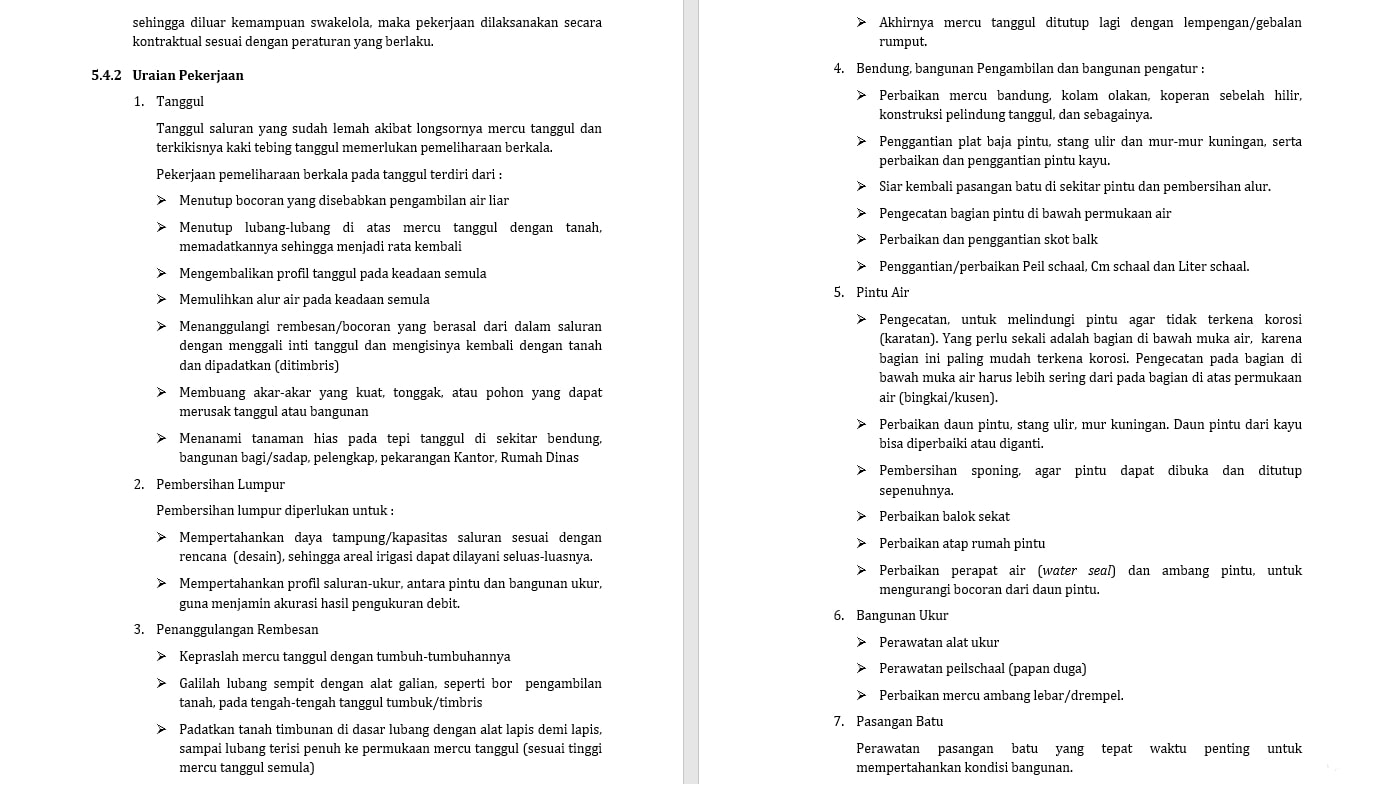 sehingga diluar kemampuan swakelola, maka pekerjaan dilaksanakan secara
kontraktual sesuai dengan peraturan yang berlaku.
5.4.2 Uraian Pekerjaan
1. Tanggul
Tanggul saluran yang sudah lemah akibat longsornya mercu tanggul dan
terkikisnya kaki tebing tanggul memerlukan pemeliharaan berkala.
Pekerjaan pemeliharaan berkala pada tanggul terdiri dari :
➢ Menutup bocoran yang disebabkan pengambilan air liar
➢ Menutup lubang-lubang di atas mercu tanggul dengan tanah,
memadatkannya sehingga menjadi rata kembali
➢ Mengembalikan profil tanggul pada keadaan semula
➢ Memulihkan alur air pada keadaan semula
➢ Menanggulangi rembesan/bocoran yang berasal dari dalam saluran
dengan menggali inti tanggul dan mengisinya kembali dengan tanah
dan dipadatkan (ditimbris)
➢ Membuang akar-akar yang kuat, tonggak, atau pohon yang dapat
merusak tanggul atau bangunan
➢ Menanami tanaman hias pada tepi tanggul di sekitar bendung,
bangunan bagi/sadap, pelengkap, pekarangan Kantor, Rumah Dinas
2. Pembersihan Lumpur
Pembersihan lumpur diperlukan untuk :
➢ Mempertahankan daya tampung/kapasitas saluran sesuai dengan
rencana (desain), sehingga areal irigasi dapat dilayani seluas-luasnya.
➢ Mempertahankan profil saluran-ukur, antara pintu dan bangunan ukur,
guna menjamin akurasi hasil pengukuran debit.
3. Penanggulangan Rembesan
➢ Kepraslah mercu tanggul dengan tumbuh-tumbuhannya
➢ Galilah lubang sempit dengan alat galian, seperti bor pengambilan
tanah, pada tengah-tengah tanggul tumbuk/timbris
➢ Padatkan tanah timbunan di dasar lubang dengan alat lapis demi lapis,
sampai lubang terisi penuh ke permukaan mercu tanggul (sesuai tinggi
mercu tanggul semula)
➢ Akhirnya mercu tanggul ditutup lagi dengan lempengan/gebalan
rumput.
4. Bendung, bangunan Pengambilan dan bangunan pengatur :
➢ Perbaikan mercu bandung, kolam olakan, koperan sebelah hilir,
konstruksi pelindung tanggul, dan sebagainya.
➢ Penggantian plat baja pintu, stang ulir dan mur-mur kuningan, serta
perbaikan dan penggantian pintu kayu.
➢ Siar kembali pasangan batu di sekitar pintu dan pembersihan alur.
➢ Pengecatan bagian pintu di bawah permukaan air
➢ Perbaikan dan penggantian skot balk
➢ Penggantian/perbaikan Peil schaal, Cm schaal dan Liter schaal.
5. Pintu Air
➢ Pengecatan, untuk melindungi pintu agar tidak terkena korosi
(karatan). Yang perlu sekali adalah bagian di bawah muka air, karena
bagian ini paling mudah terkena korosi. Pengecatan pada bagian di
bawah muka air harus lebih sering dari pada bagian di atas permukaan
air (bingkai/kusen).
➢ Perbaikan daun pintu, stang ulir, mur kuningan. Daun pintu dari kayu
bisa diperbaiki atau diganti.
➢ Pembersihan sponing, agar pintu dapat dibuka dan ditutup
sepenuhnya.
➢ Perbaikan balok sekat
➢ Perbaikan atap rumah pintu
➢ Perbaikan perapat air (water seal) dan ambang pintu, untuk
mengurangi bocoran dari daun pintu.
6. Bangunan Ukur
➢ Perawatan alat ukur
➢ Perawatan peilschaal (papan duga)
➢ Perbaikan mercu ambang lebar/drempel.
7. Pasangan Batu
Perawatan pasangan batu yang tepat waktu penting untuk
mempertahankan kondisi bangunan.